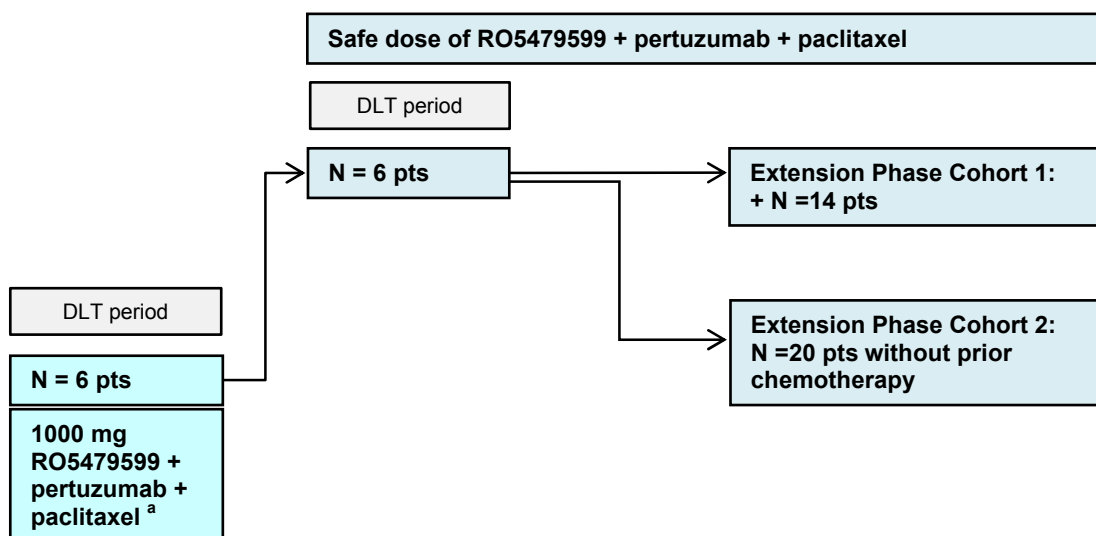 Safe dose of RO5479599 + pertuzumab + paclitaxel
DLT period
N = 6 pts
Extension Phase Cohort 1:
+ N =14 pts
DLT period
Extension Phase Cohort 2:
N =20 pts without prior
chemotherapy
N = 6 pts
1000 mg
RO5479599 +
pertuzumab +
paclitaxel a